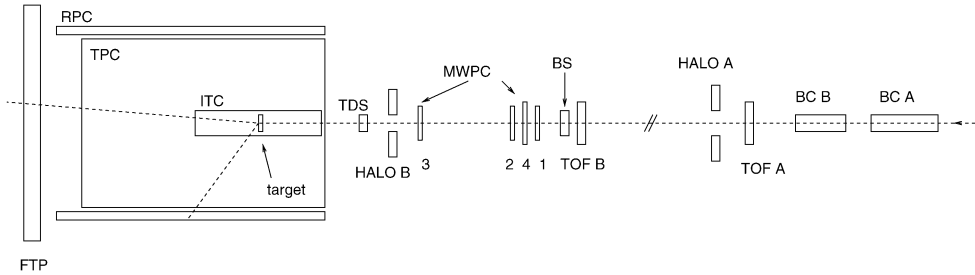 RPC
TPC
ITC
TDS
MWPC
BS
HALO A
BC B
BC A
HALO B
3
2
4
1
TOF B
TOF A
target
FTP